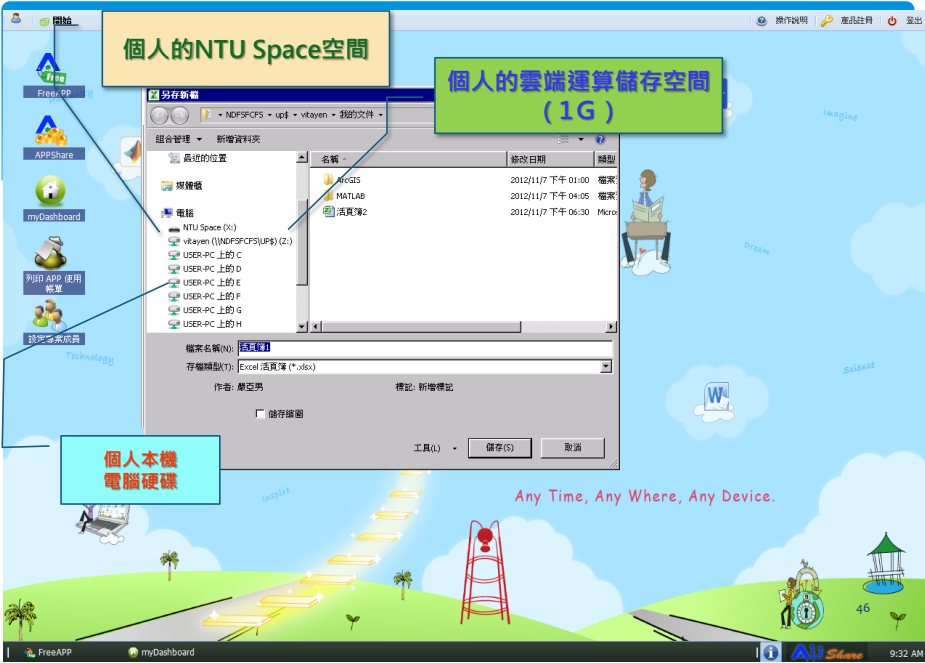 開始
操作說明
產品註冊
登出
個人的NTU Space空間
個人的雲端運算儲存空間
（1G）
FreeAPP
APPShare
myDashboard
列印 APP 使用
帳單
設定專案成員
另存新檔
NDFSFCFS
up$
vitayen
我的文件
組合管理
新增資料夾
最近的位置
媒體櫃
電腦
NTU Space (X:)
vitayen (\\NDFSFCFS\UP$) (Z:)
USER-PC 上的 C
USER-PC 上的 D
USER-PC 上的 E
USER-PC 上的 F
USER-PC 上的 G
USER-PC 上的 H
名稱
修改日期
類型
ArcGIS
2012/11/7 下午 01:00
檔案
MATLAB
2012/11/7 下午 04:05
檔案
活頁簿2
2012/11/7 下午 06:30
Micro
檔案名稱(N):
活頁簿1
存檔類型(T):
Excel 活頁簿 (*.xlsx)
作者: 嚴亞男
標記: 新增標記
儲存縮圖
工具(L)
儲存(S)
取消
個人本機
電腦硬碟
Imagine
Dream
Technology
Science
Inspire
Any Time, Any Where, Any Device.
46
FreeAPP
myDashboard
ALiShare
9:32 AM